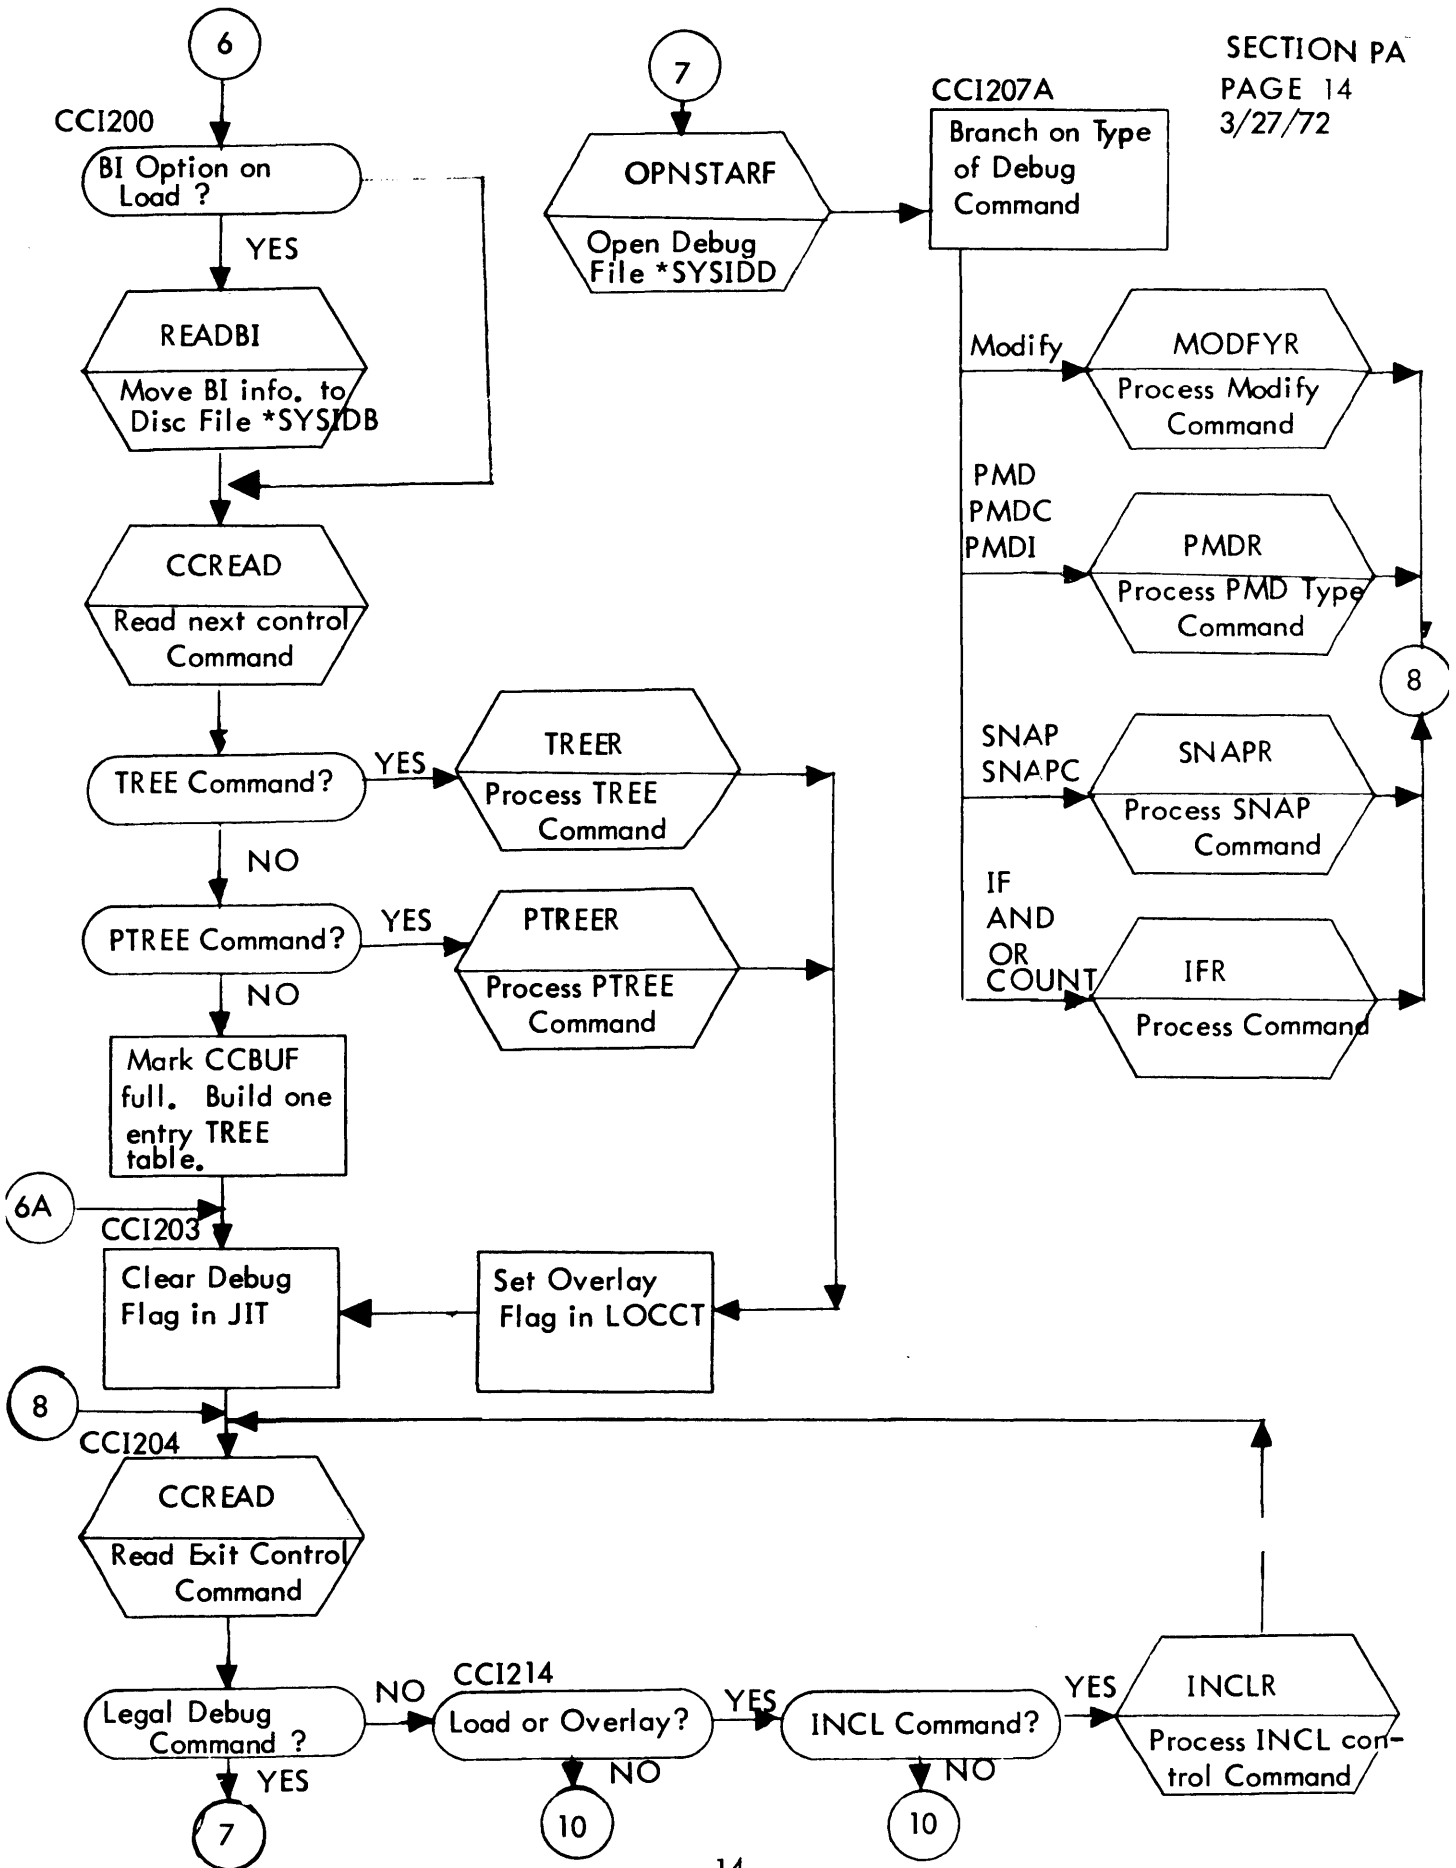 SECTION PA
PAGE 14
3/27/72
6
CCI200
BI Option on
Load ?
YES
READBI
Move BI info. to
Disc File *SYSIDB
CCREAD
Read next control
Command
TREE Command?
YES
TREER
Process TREE
Command
NO
PTREE Command?
YES
PTREER
Process PTREE
Command
NO
Mark CCBUF
full. Build one
entry TREE
table.
6A
CCI203
Clear Debug
Flag in JIT
Set Overlay
Flag in LOCCT
8
CCI204
CCREAD
Read Exit Control
Command
Legal Debug
Command ?
NO
YES
7
CCI214
Load or Overlay?
YES
NO
10
INCL Command?
YES
NO
10
INCLR
Process INCL con-
trol Command
7
OPNSTARF
Open Debug
File *SYSIDD
CCI207A
Branch on Type
of Debug
Command
Modify
MODFYR
Process Modify
Command
PMD
PMDC
PMDI
PMDR
Process PMD Type
Command
8
SNAP
SNAPC
SNAPR
Process SNAP
Command
IF
AND
OR
COUNT
IFR
Process Command
14